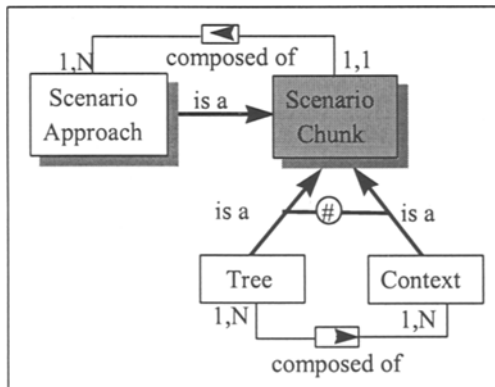 composed of
1,N
1,1
Scenario
Approach
is a
Scenario
Chunk
is a
#
is a
Tree
Context
1,N
1,N
composed of